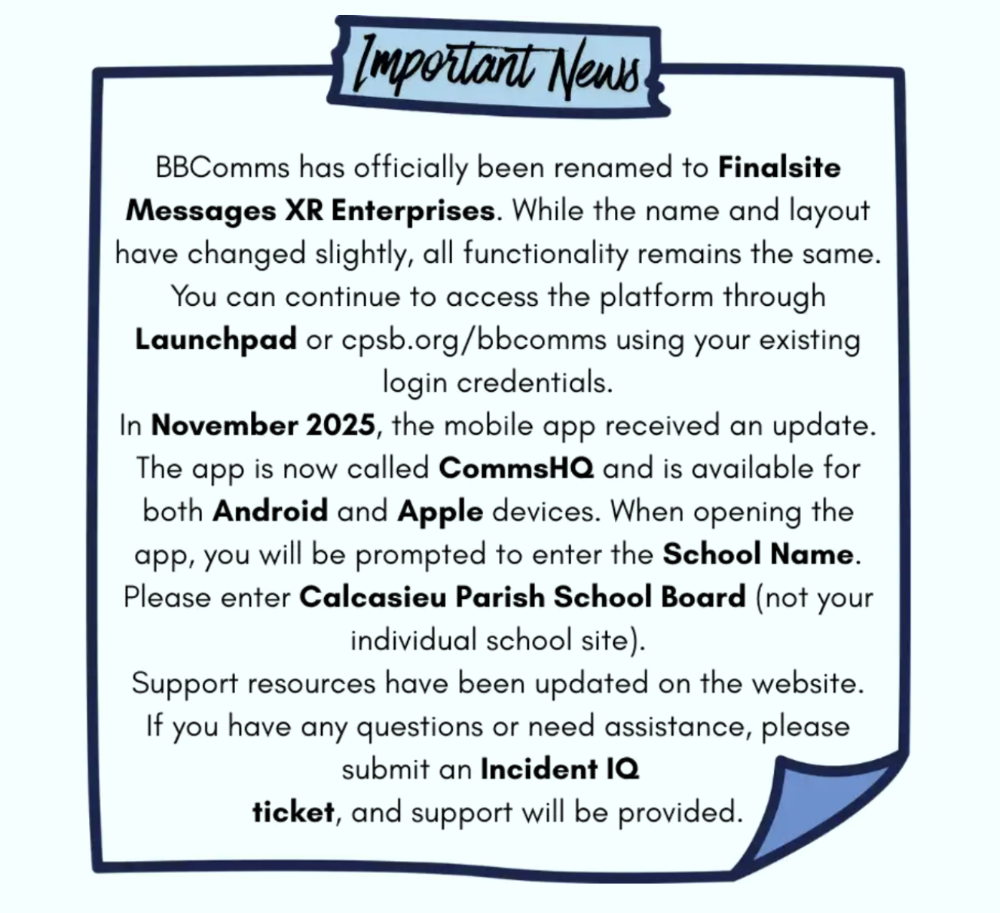 Important News
BBComms has officially been renamed to Finalsite
Messages XR Enterprises. While the name and layout
have changed slightly, all functionality remains the same.
You can continue to access the platform through
Launchpad or cpsb.org/bbcomms using your existing
login credentials.
In November 2025, the mobile app received an update.
The app is now called CommsHQ and is available for
both Android and Apple devices. When opening the
app, you will be prompted to enter the School Name.
Please enter Calcasieu Parish School Board (not your
individual school site).
Support resources have been updated on the website.
If you have any questions or need assistance, please
submit an Incident IQ
ticket, and support will be provided.